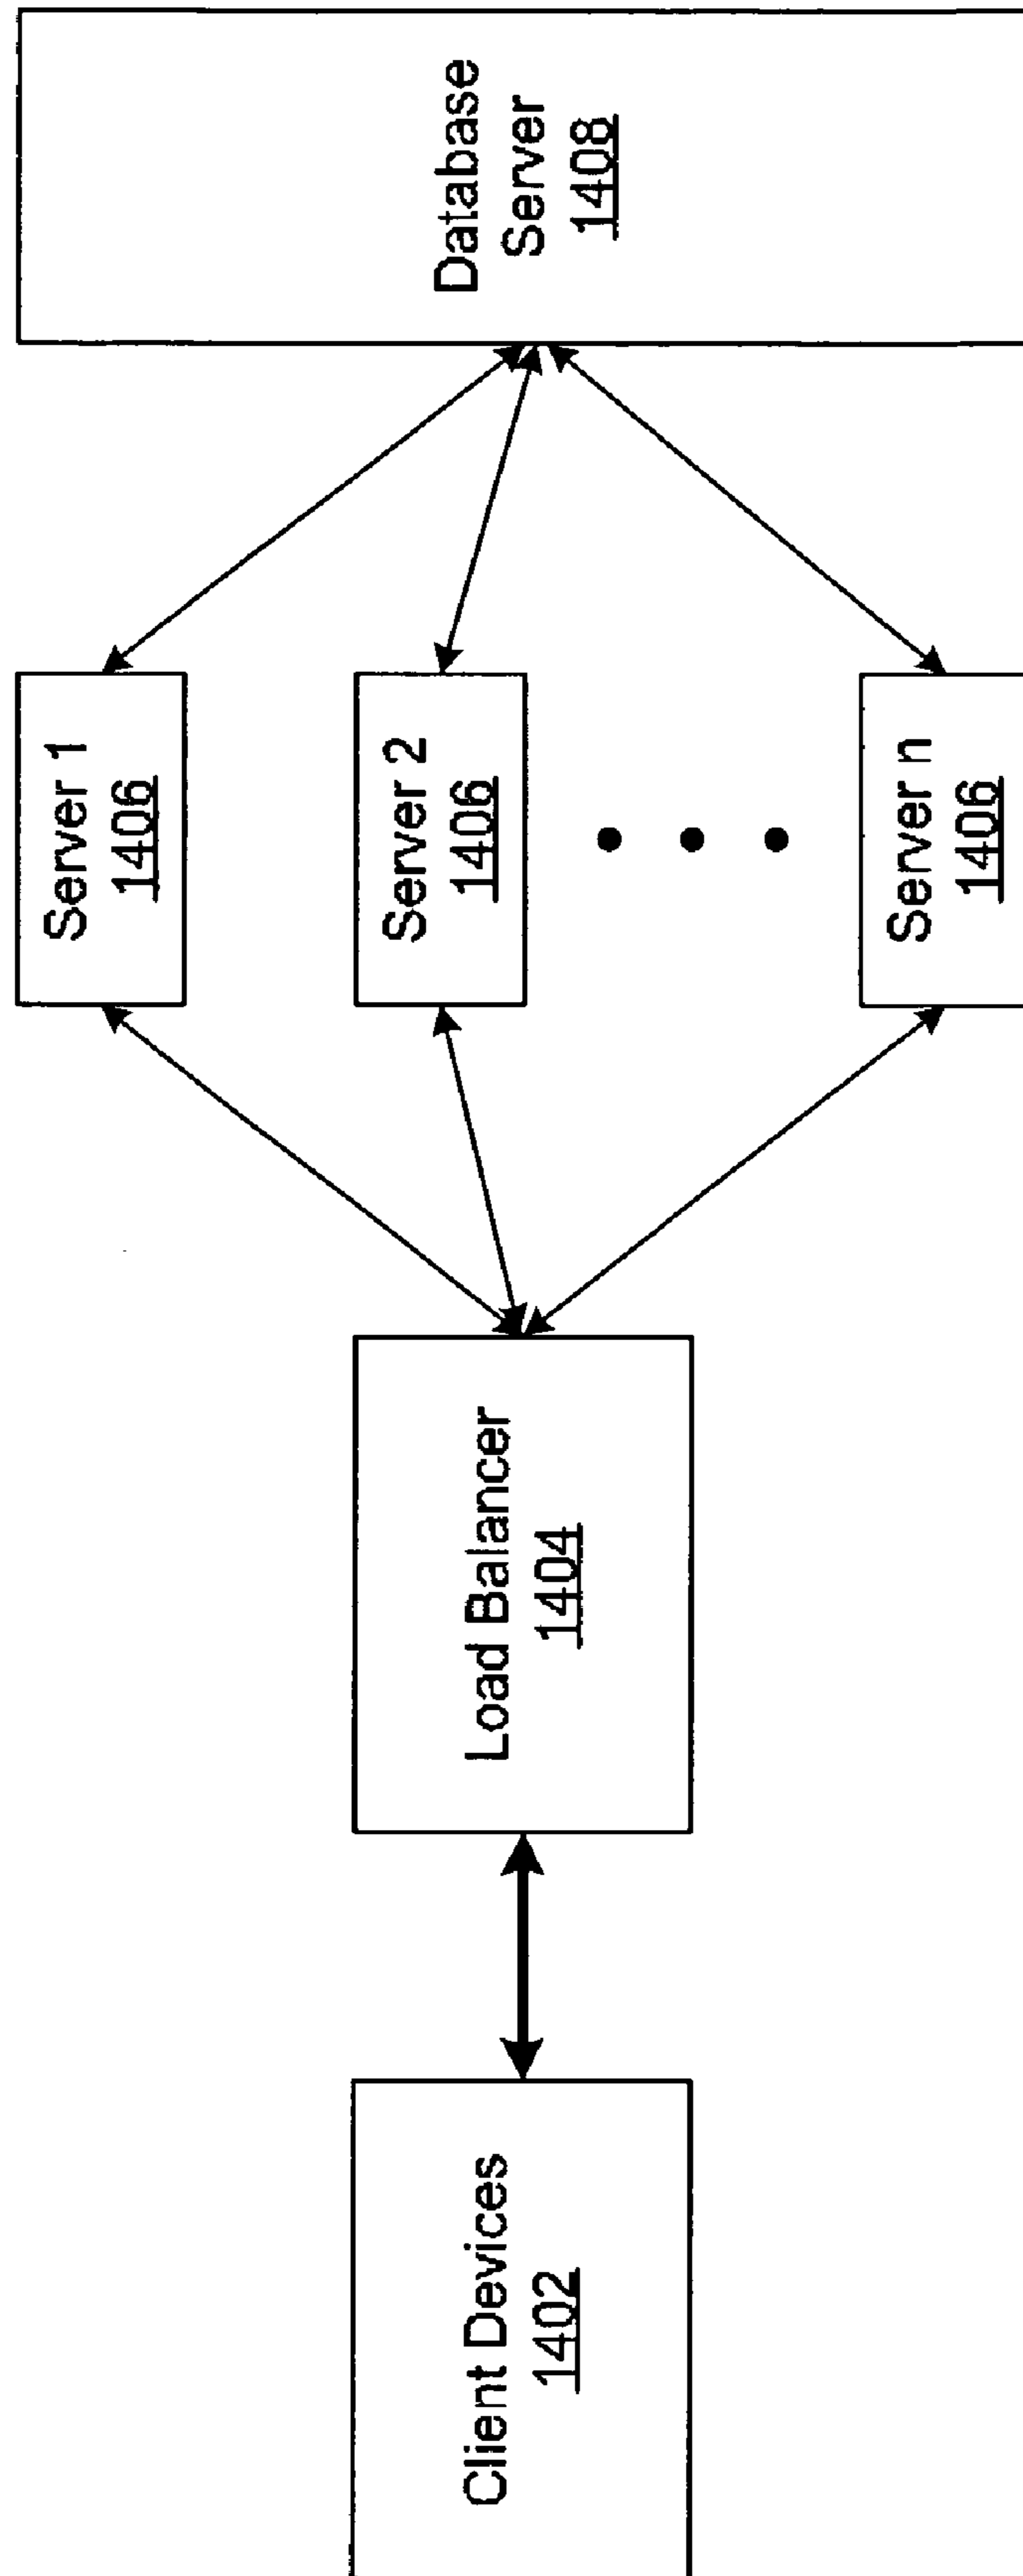 Client Devices
1402
Load Balancer
1404
Server 1
1406
Server 2
1406
Server n
1406
Database
Server
1408